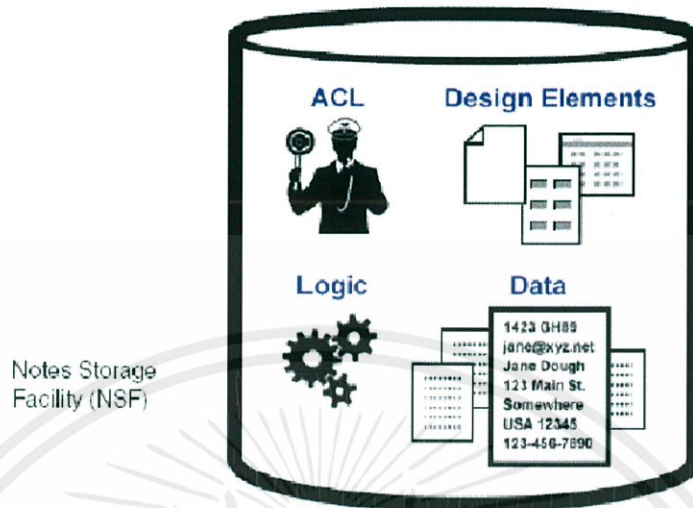 ACL
Design Elements
Logic
Data
1423 GH89
jane@xyz.net
Jane Dough
123 Main St.
Somewhere
USA 12345
123-456-7890
Notes Storage
Facility (NSF)